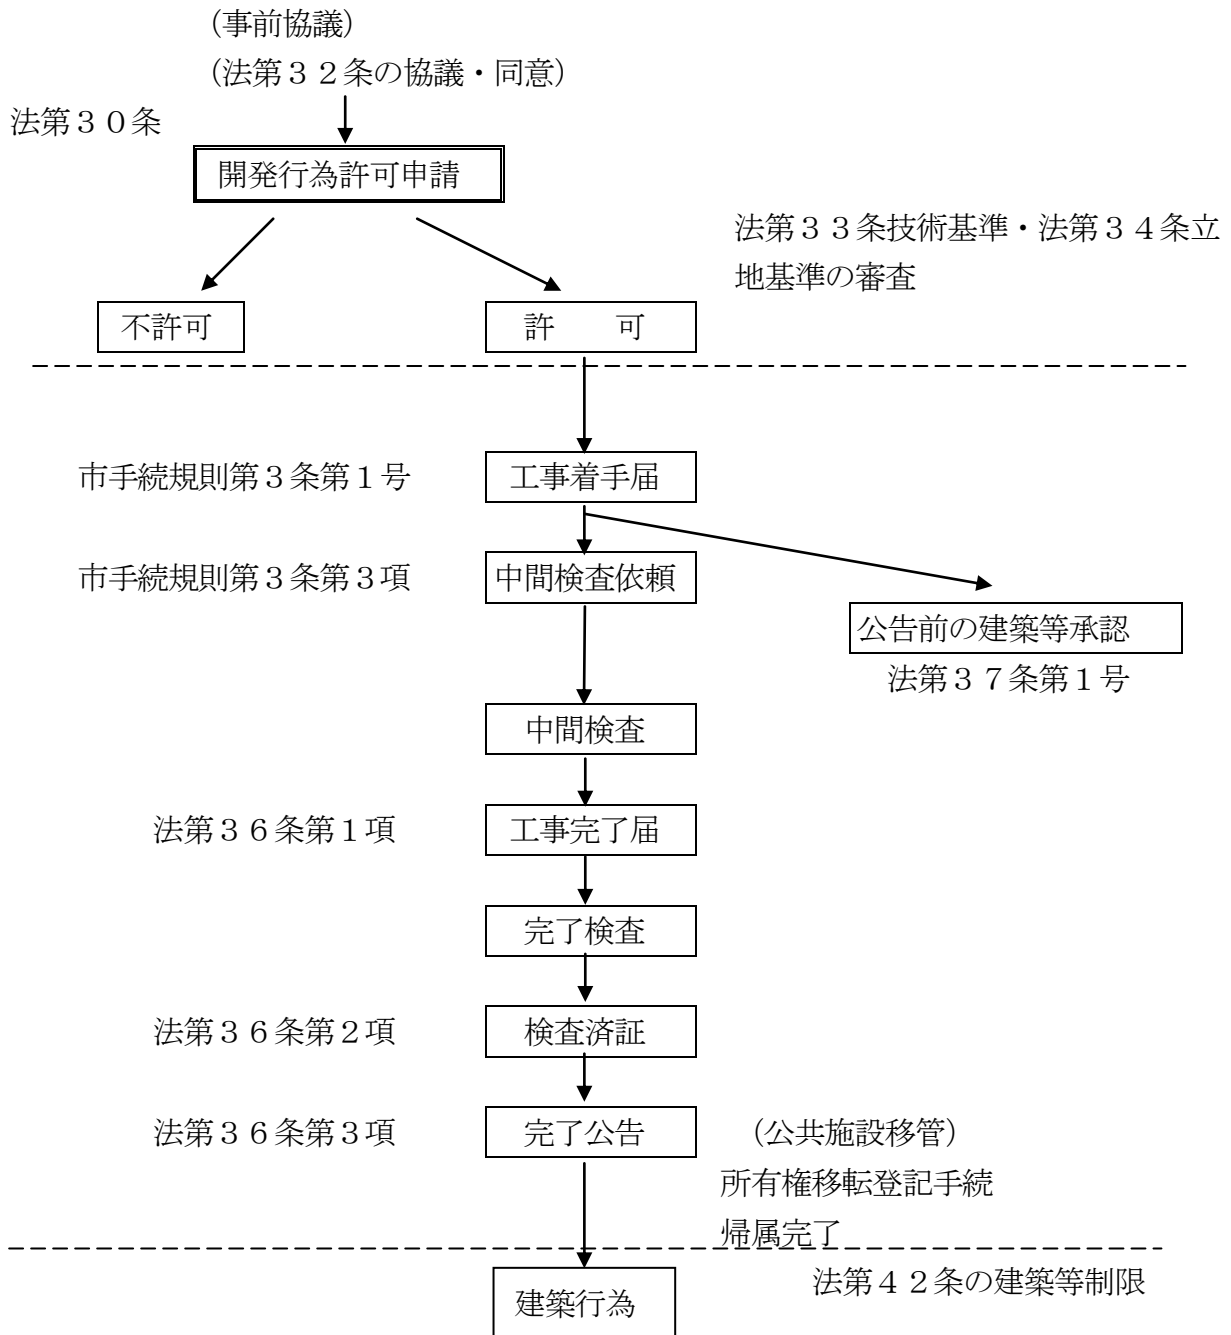 （事前協議）
（法第３２条の協議・同意）
法第３０条
開発行為許可申請
法第３３条技術基準・法第３４条立
地基準の審査
不許可
許　　可
市手続規則第３条第１号
工事着手届
市手続規則第３条第３項
中間検査依頼
公告前の建築等承認
法第３７条第１号
中間検査
法第３６条第１項
工事完了届
完了検査
法第３６条第２項
検査済証
法第３６条第３項
完了公告
（公共施設移管）
所有権移転登記手続
帰属完了
法第４２条の建築等制限
建築行為